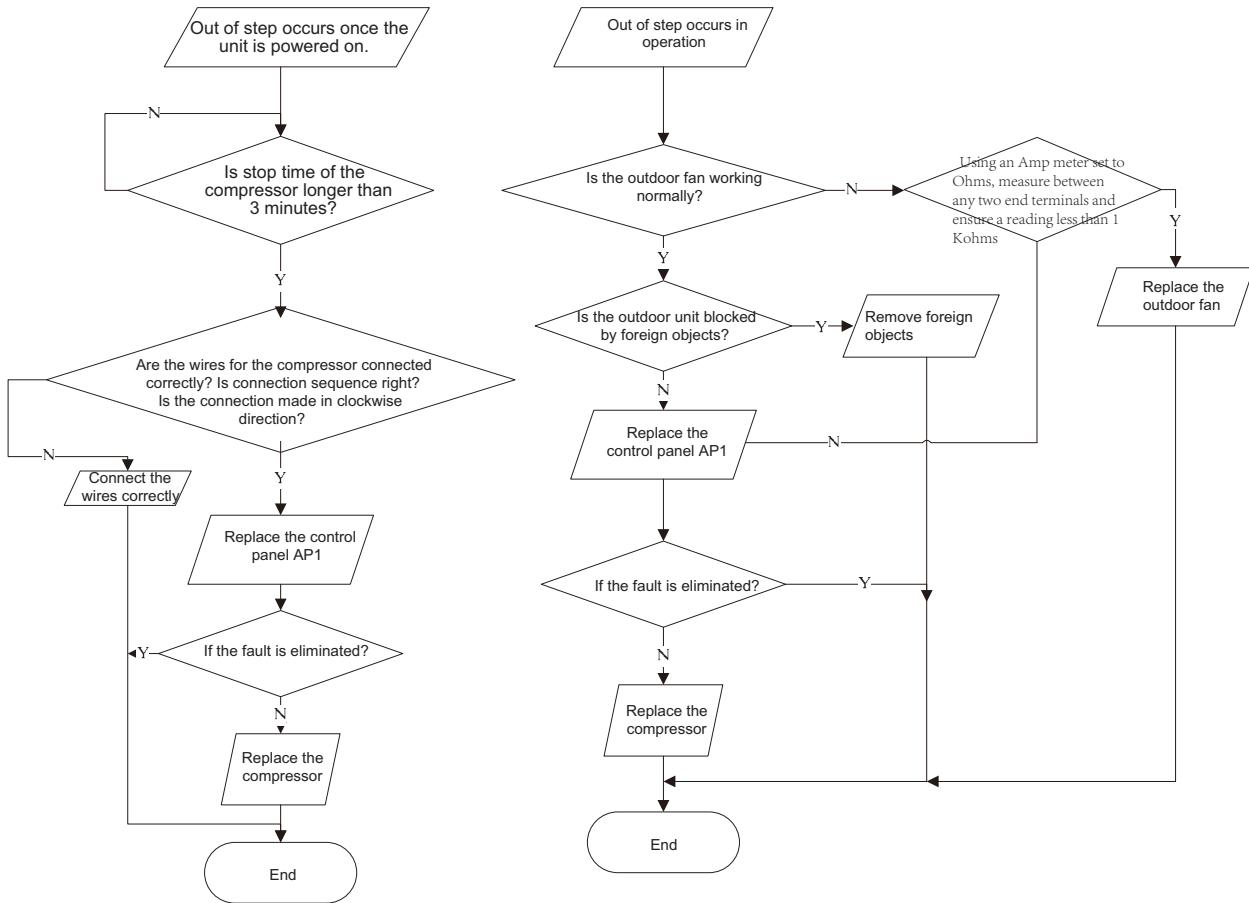 Out of step occurs once the
unit is powered on.
N
Is stop time of the
compressor longer than
3 minutes?
Y
Are the wires for the compressor connected
correctly? Is connection sequence right?
Is the connection made in clockwise
direction?
N
Connect the
wires correctly
Y
Replace the control
panel AP1
If the fault is eliminated?
Y
N
Replace the
compressor
End
Out of step occurs in
operation
Is the outdoor fan working
normally?
N
Using an Amp meter set to
Ohms, measure between
any two end terminals and
ensure a reading less than 1
Kohms
Y
Replace the
outdoor fan
Y
Is the outdoor unit blocked
by foreign objects?
Y
Remove foreign
objects
N
Replace the
control panel AP1
N
If the fault is eliminated?
Y
N
Replace the
compressor
End